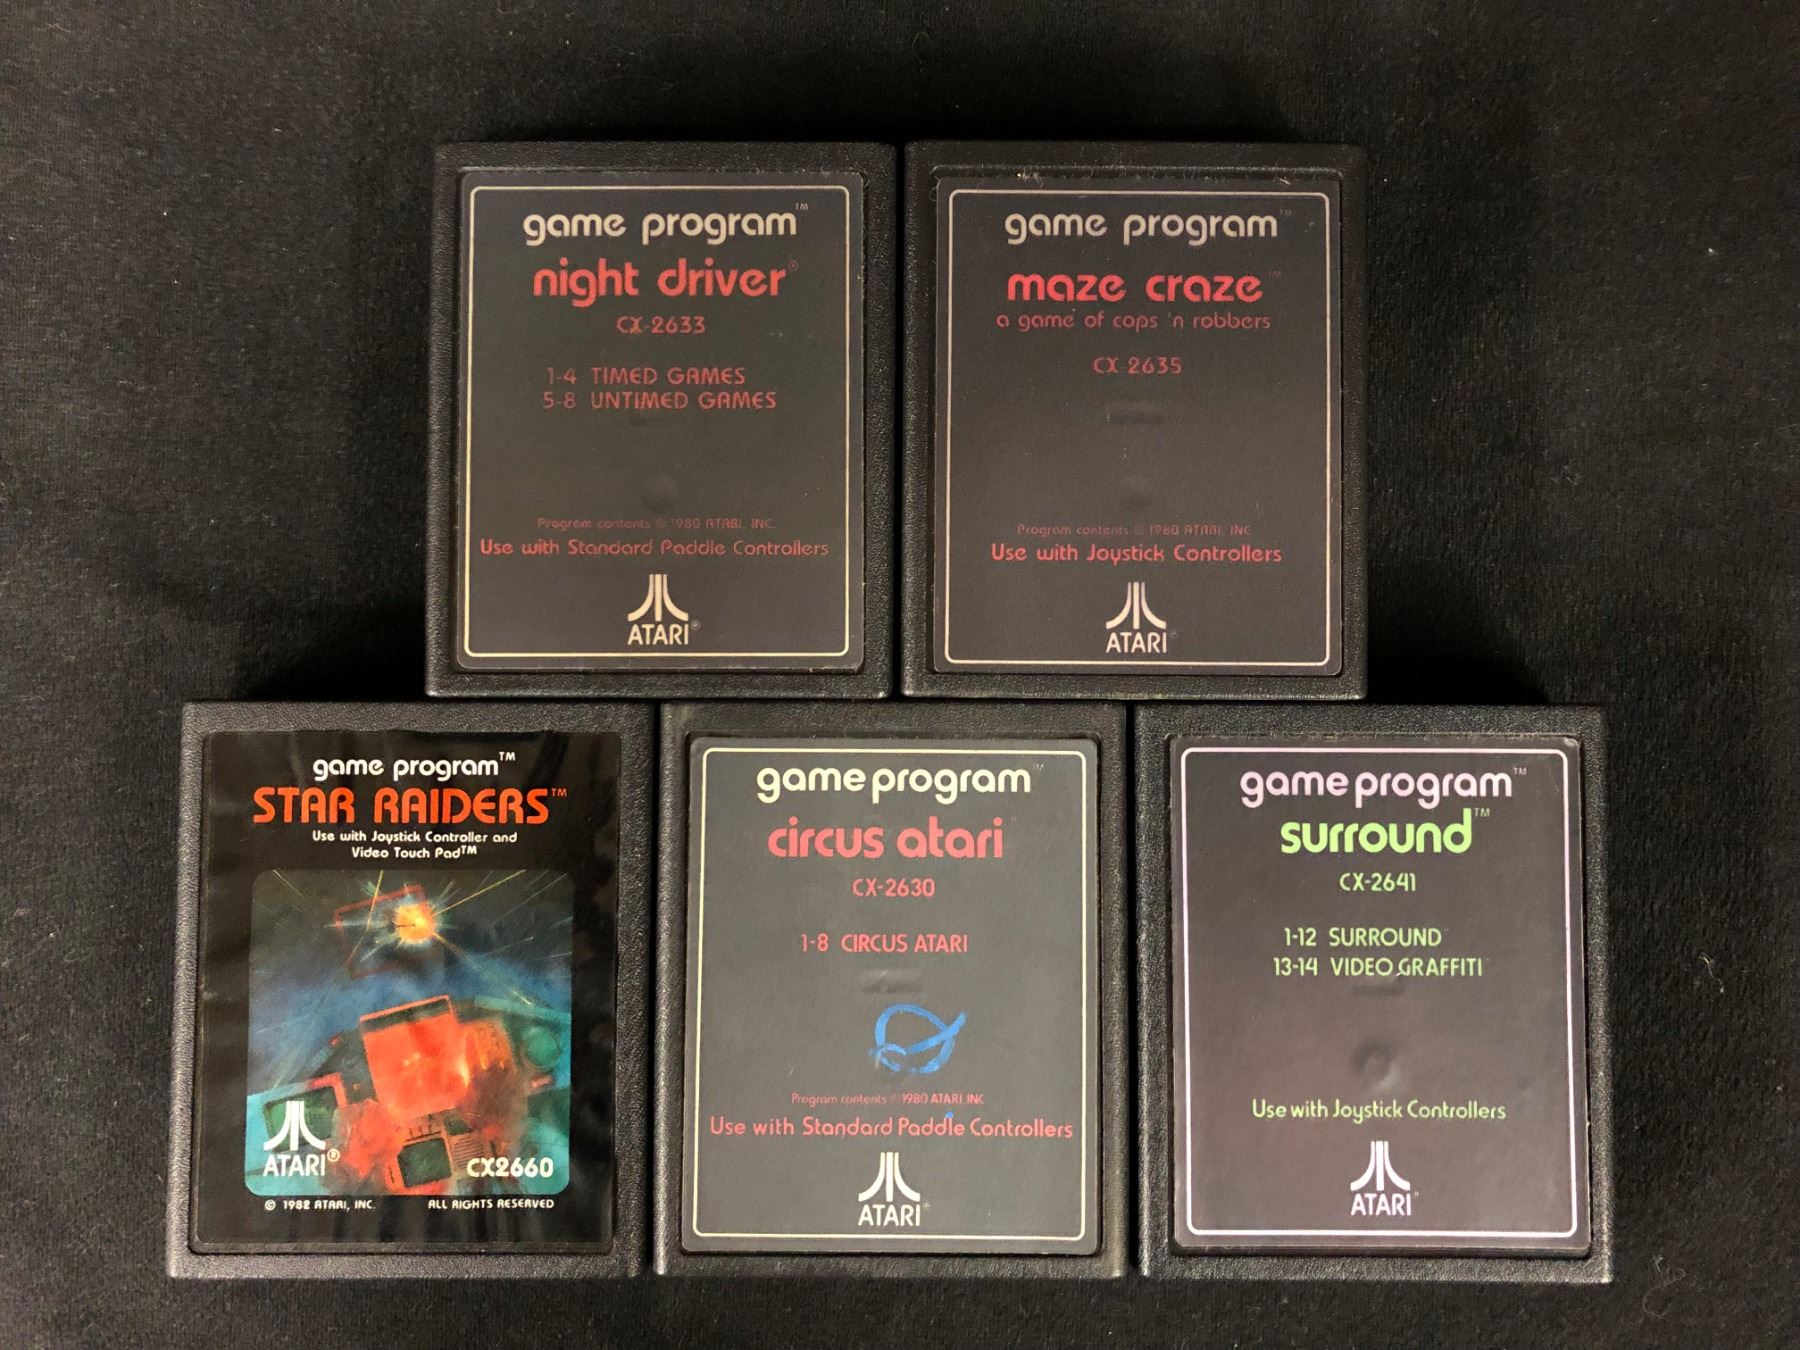 game program™
night driver®
CX-2633
1-4 TIMED GAMES
5-8 UNTIMED GAMES
Program contents © 1980 ATARI, INC.
Use with Standard Paddle Controllers
ATARI®
game program™
maze craze™
a game of cops 'n robbers
CX-2635
Program contents © 1980 ATARI, INC
Use with Joystick Controllers
ATARI®
game program™
STAR RAIDERS™
Use with Joystick Controller and
Video Touch Pad™
ATARI®
CX2660
© 1982 ATARI, INC.
ALL RIGHTS RESERVED
game program™
circus atari™
CX-2630
1-8 CIRCUS ATARI
Program contents © 1980 ATARI INC
Use with Standard Paddle Controllers
ATARI®
game program™
surround™
CX-2641
1-12 SURROUND
13-14 VIDEO GRAFFITI
Use with Joystick Controllers
ATARI®